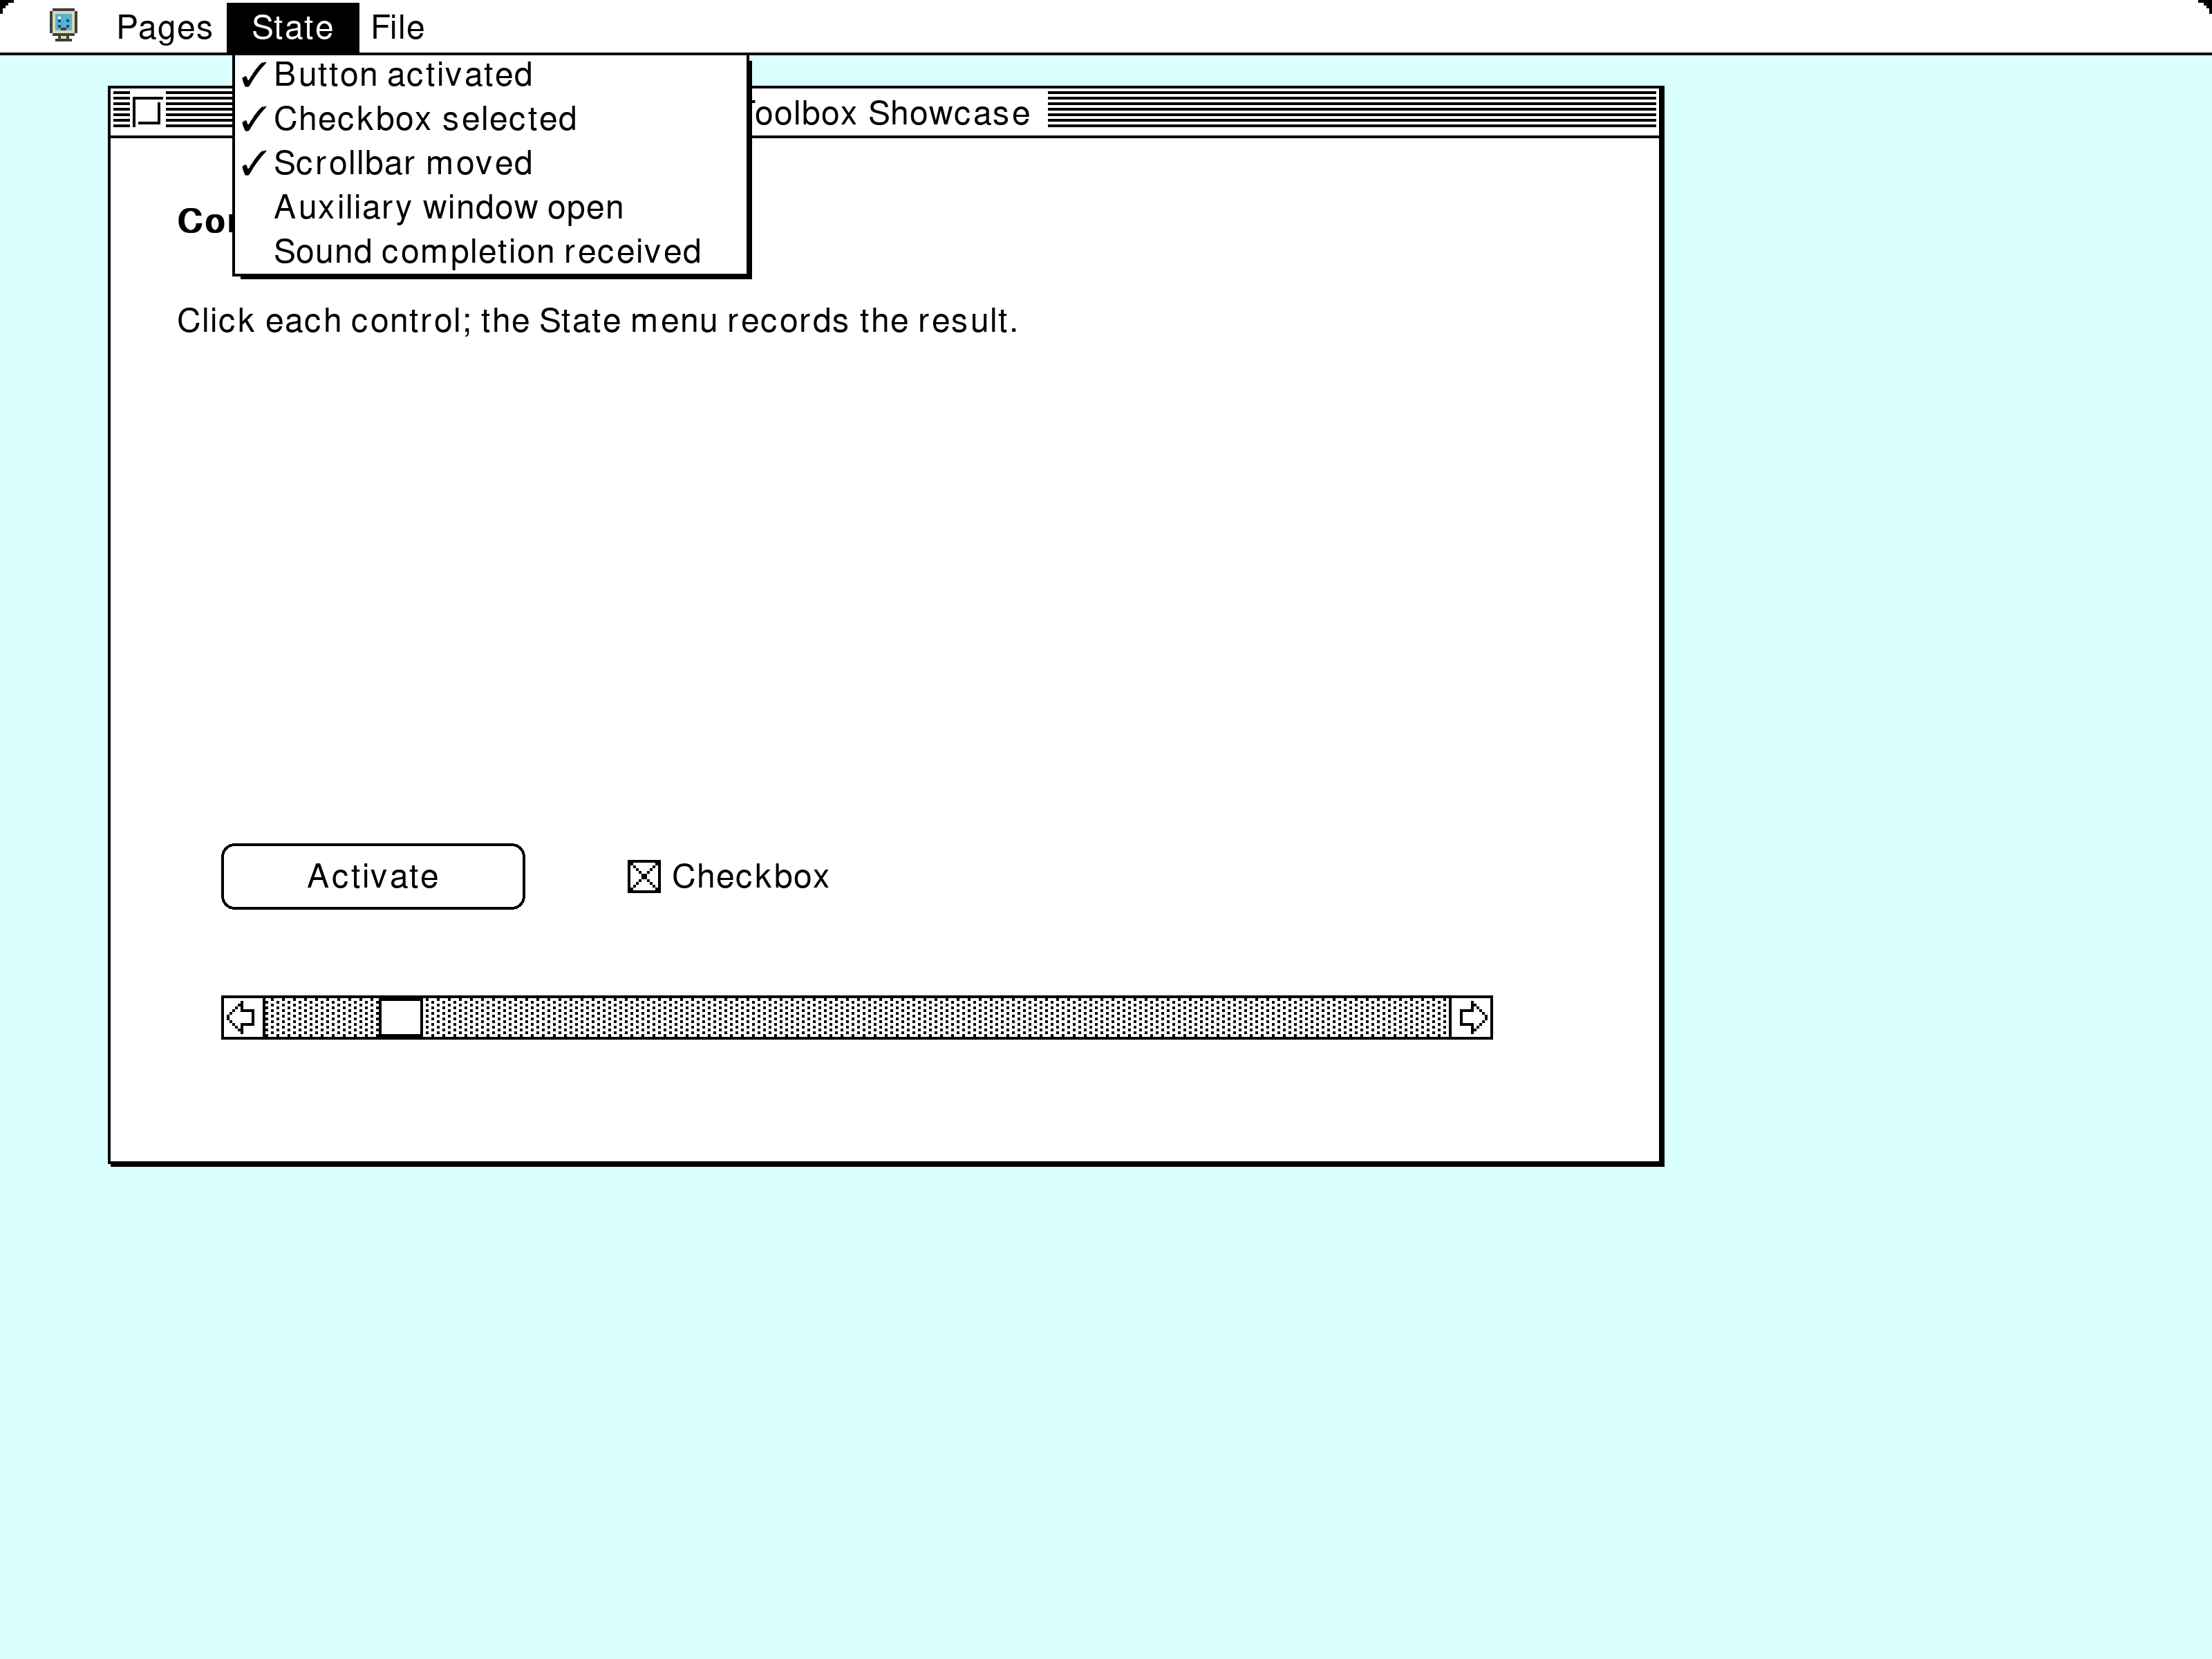 Pages State File
✓Button activated
✓Checkbox selected
✓Scrollbar moved
Auxiliary window open
Sound completion received
oolbox Showcase
Click each control; the State menu records the result.
Activate
Checkbox